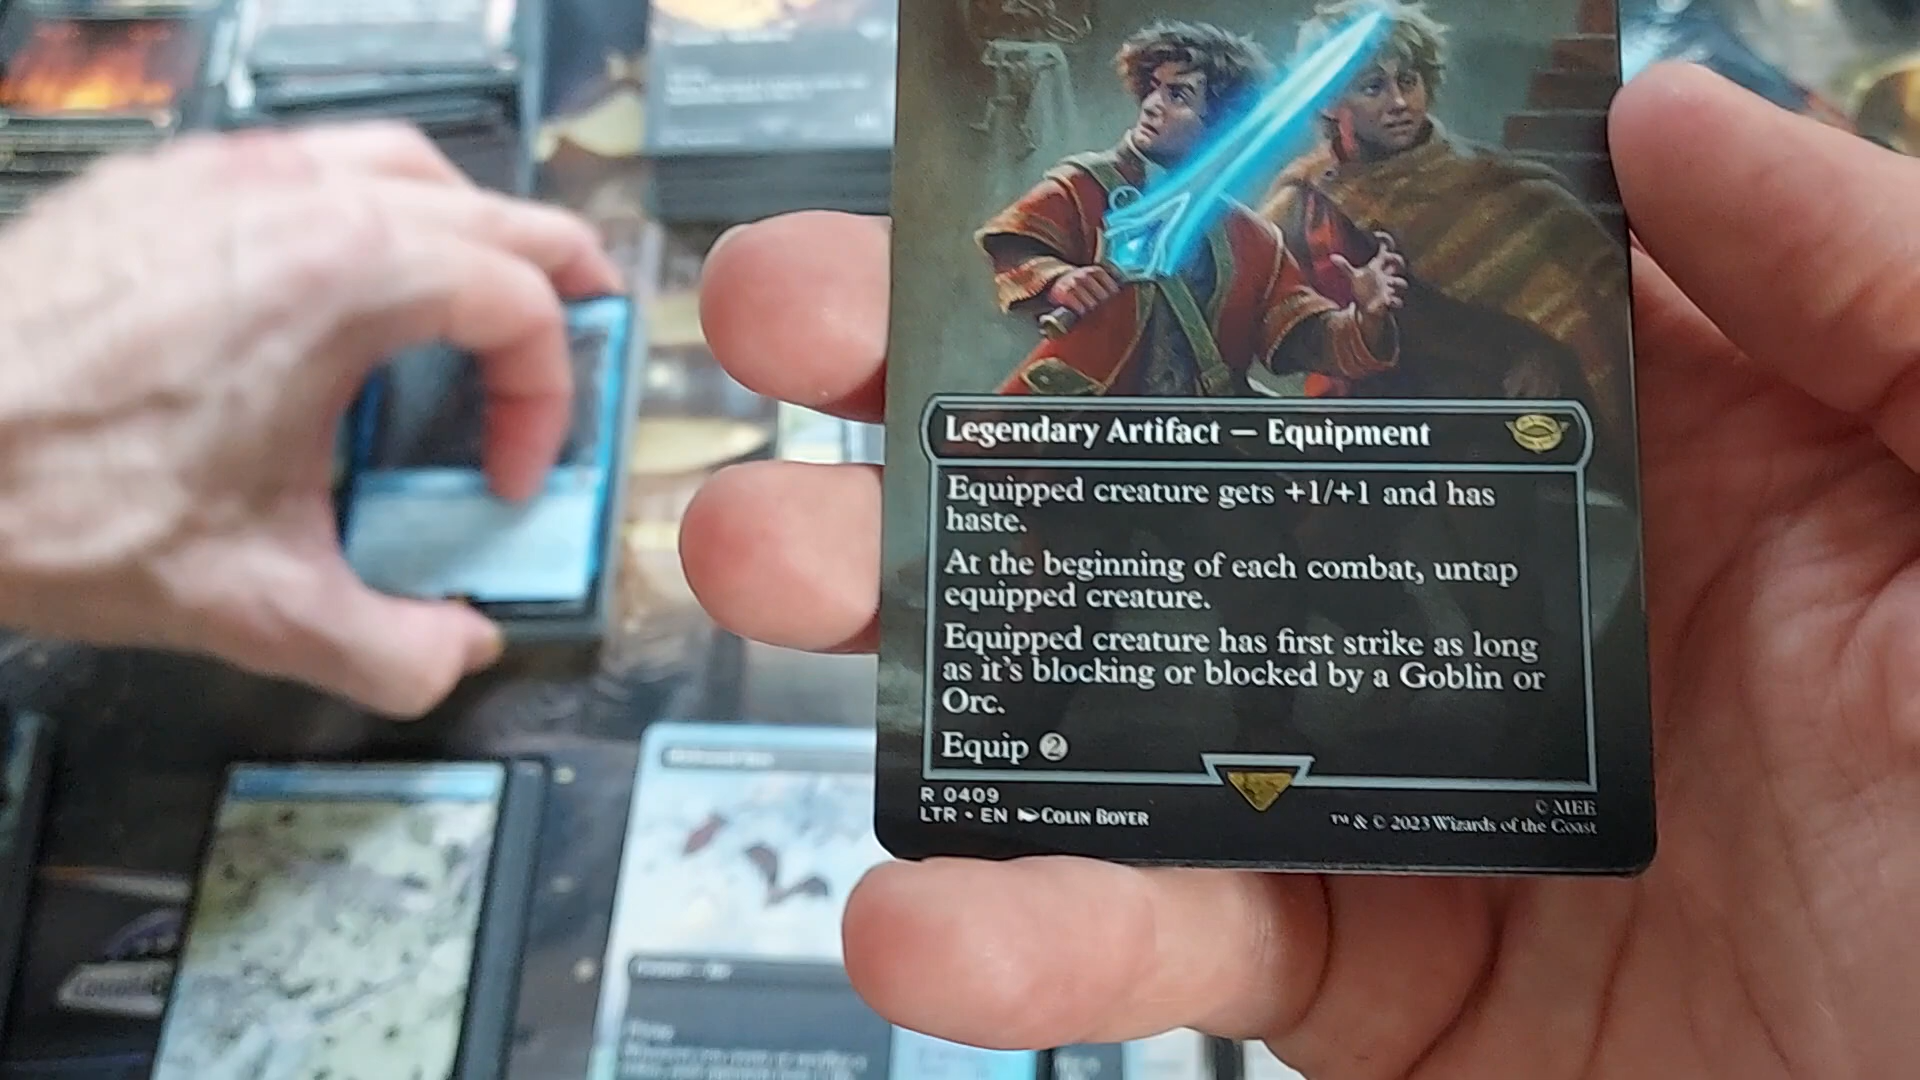 Legendary Artifact — Equipment
Equipped creature gets +1/+1 and has
haste.
At the beginning of each combat, untap
equipped creature.
Equipped creature has first strike as long
as it's blocking or blocked by a Goblin or
Orc.
Equip 2
R 0409
LTR • EN Colin Boyer
© MEE
™ & © 2023 Wizards of the Coast